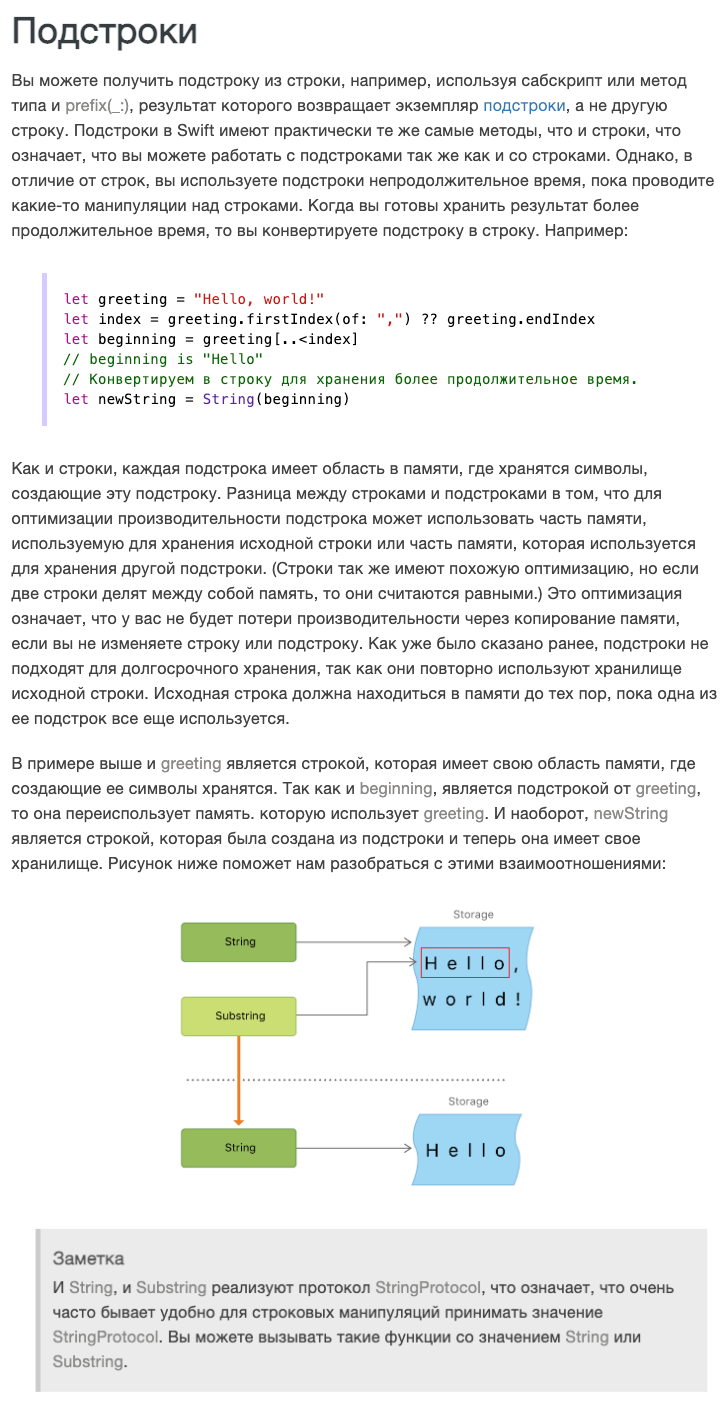 Подстроки
Вы можете получить подстроку из строки, например, используя сабскрипт или метод
типа и prefix(_:), результат которого возвращает экземпляр подстроки, а не другую
строку. Подстроки в Swift имеют практически те же самые методы, что и строки, что
означает, что вы можете работать с подстроками так же как и со строками. Однако, в
отличие от строк, вы используете подстроки непродолжительное время, пока проводите
какие-то манипуляции над строками. Когда вы готовы хранить результат более
продолжительное время, то вы конвертируете подстроку в строку. Например:
let greeting = "Hello, world!"
let index = greeting.firstIndex(of: ",") ?? greeting.endIndex
let beginning = greeting[..<index]
// beginning is "Hello"
// Конвертируем в строку для хранения более продолжительное время.
let newString = String(beginning)
Как и строки, каждая подстрока имеет область в памяти, где хранятся символы,
создающие эту подстроку. Разница между строками и подстроками в том, что для
оптимизации производительности подстрока может использовать часть памяти,
используемую для хранения исходной строки или часть памяти, которая используется
для хранения другой подстроки. (Строки так же имеют похожую оптимизацию, но если
две строки делят между собой память, то они считаются равными.) Это оптимизация
означает, что у вас не будет потери производительности через копирование памяти,
если вы не изменяете строку или подстроку. Как уже было сказано ранее, подстроки не
подходят для долгосрочного хранения, так как они повторно используют хранилище
исходной строки. Исходная строка должна находиться в памяти до тех пор, пока одна из
ее подстрок все еще используется.
В примере выше и greeting является строкой, которая имеет свою область памяти, где
создающие ее символы хранятся. Так как и beginning, является подстрокой от greeting,
то она переиспользует память. которую использует greeting. И наоборот, newString
является строкой, которая была создана из подстроки и теперь она имеет свое
хранилище. Рисунок ниже поможет нам разобраться с этими взаимоотношениями:
Storage
String
Hello,
Substring
world!
Storage
String
Hello
Заметка
И String, и Substring реализуют протокол StringProtocol, что означает, что очень
часто бывает удобно для строковых манипуляций принимать значение
StringProtocol. Вы можете вызывать такие функции со значением String или
Substring.